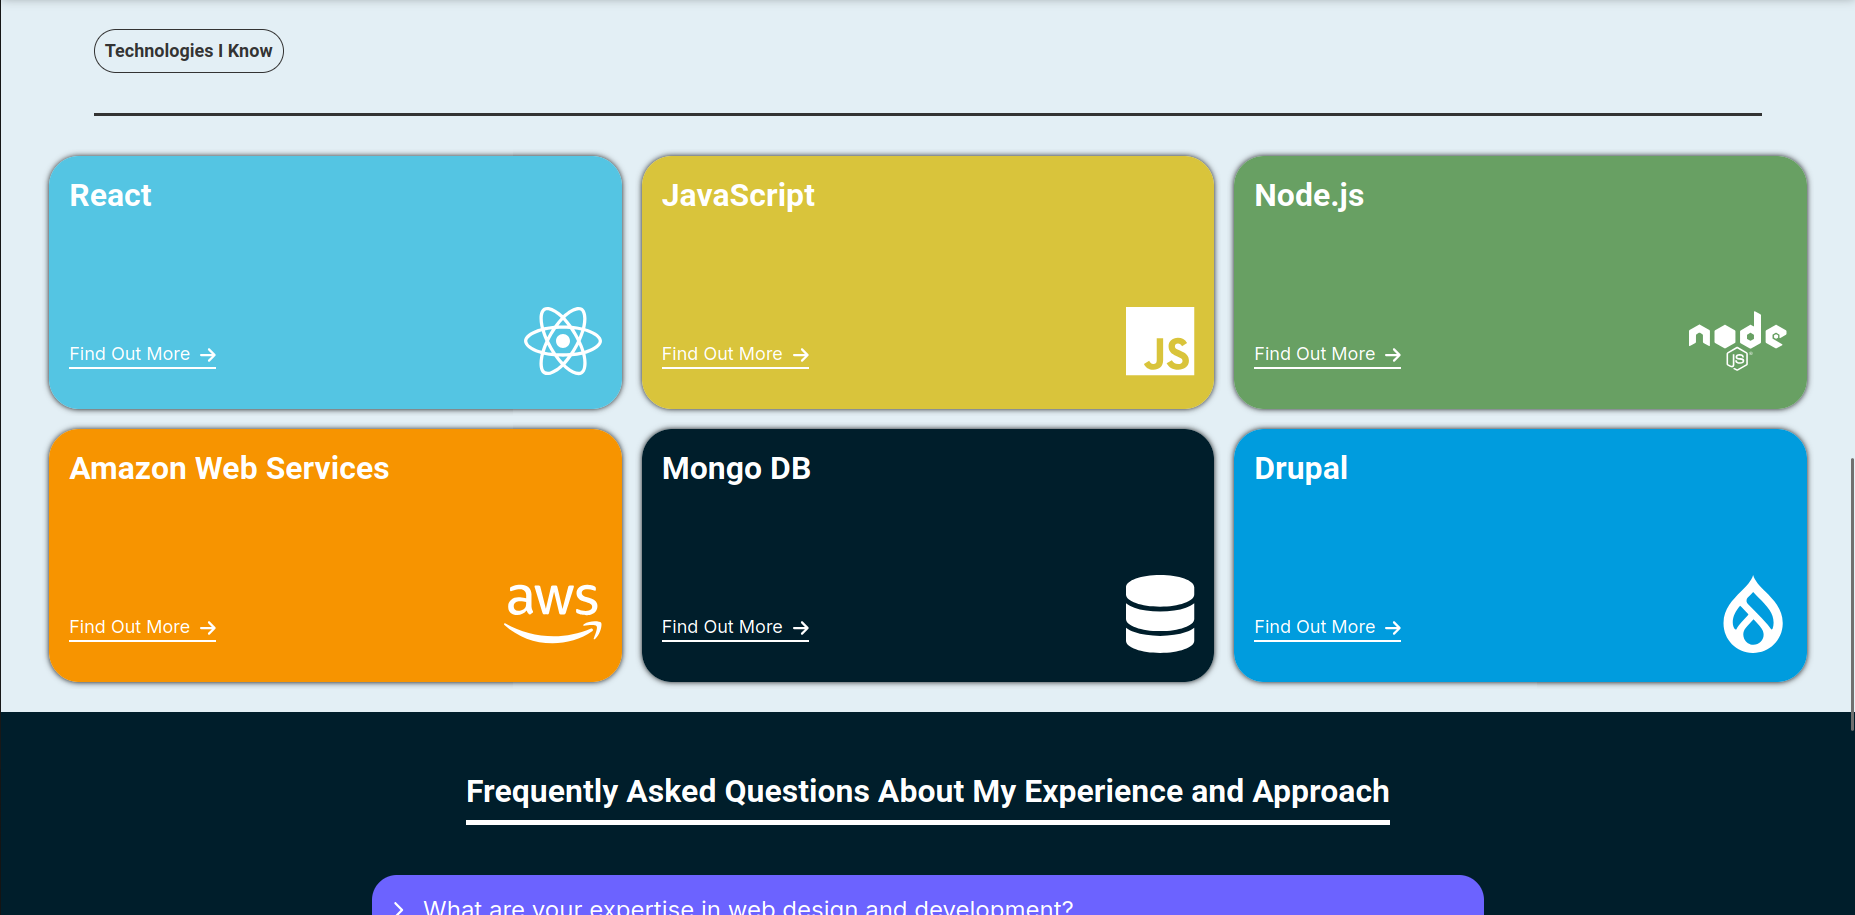 Technologies I Know
React
JavaScript
Node.js
Find Out More
Find Out More
JS
Find Out More
node
JS
Amazon Web Services
Mongo DB
Drupal
Find Out More
aws
Find Out More
Find Out More
Frequently Asked Questions About My Experience and Approach
What are your expertise in web design and development?